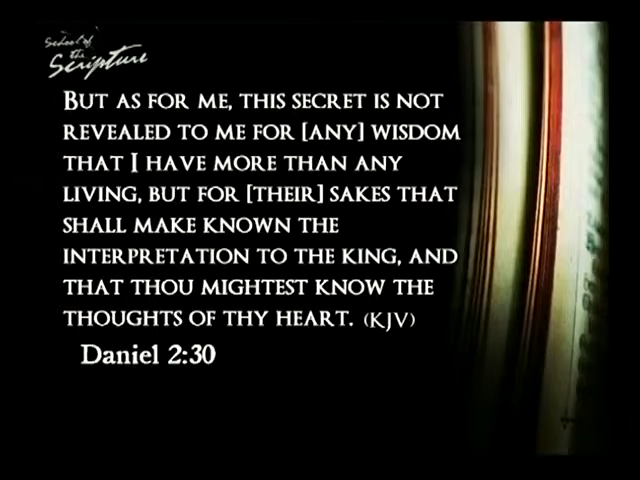 School of
the
Scripture
BUT AS FOR ME, THIS SECRET IS NOT
REVEALED TO ME FOR [ANY] WISDOM
THAT I HAVE MORE THAN ANY
LIVING, BUT FOR [THEIR] SAKES THAT
SHALL MAKE KNOWN THE
INTERPRETATION TO THE KING, AND
THAT THOU MIGHTEST KNOW THE
THOUGHTS OF THY HEART. (KJV)
Daniel 2:30